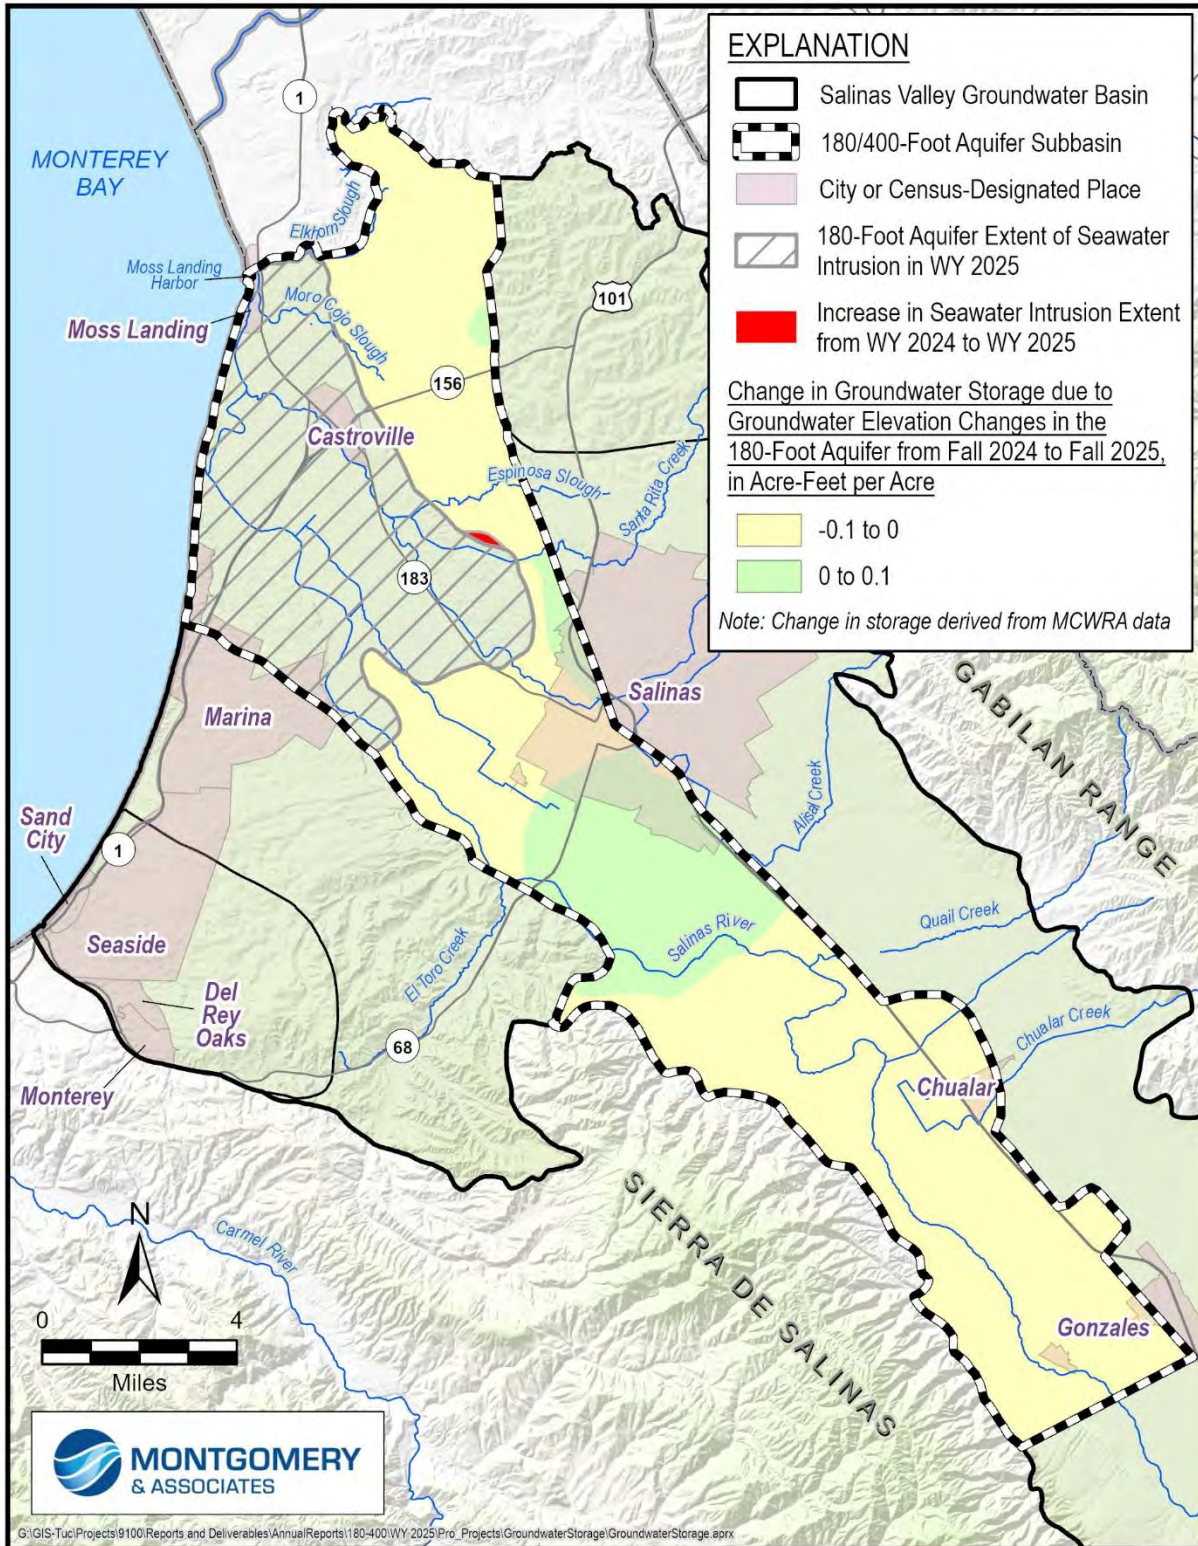 EXPLANATION
Salinas Valley Groundwater Basin
180/400-Foot Aquifer Subbasin
City or Census-Designated Place
180-Foot Aquifer Extent of Seawater
Intrusion in WY 2025
Increase in Seawater Intrusion Extent
from WY 2024 to WY 2025
Change in Groundwater Storage due to
Groundwater Elevation Changes in the
180-Foot Aquifer from Fall 2024 to Fall 2025,
in Acre-Feet per Acre
-0.1 to 0
0 to 0.1
Note: Change in storage derived from MCWRA data
1
MONTEREY
BAY
Elkhorn Slough
Moss Landing
Harbor
Moss Landing
Moro Cojo Slough
101
156
Castroville
Espinosa Slough
Santa Rita Creek
183
Salinas
Marina
GABILAN RANGE
Alisal Creek
Sand
City
1
Seaside
Quail Creek
Salinas River
El Toro Creek
Del
Rey
Oaks
Chualar Creek
68
Monterey
Chualar
SIERRA DE SALINAS
N
Carmel River
0
4
Miles
Gonzales
MONTGOMERY
& ASSOCIATES
G:\GIS-Tuc\Projects\9100\Reports and Deliverables\AnnualReports\180-400\WY 2025\Pro_Projects\GroundwaterStorage\GroundwaterStorage.aprx